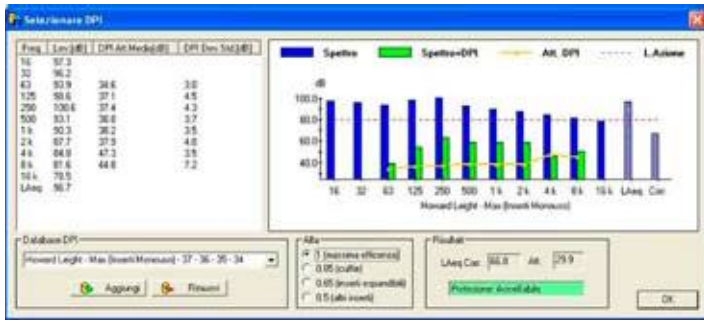 Selezionare DPI
Freq Lev.[dB] DPI Att.Media[dB] DPI Dev. Std.[dB]
16 97.3
32 96.2
63 93.9 34.6 3.0
125 98.6 37.1 4.5
250 100.6 37.4 4.3
500 93.1 38.8 3.7
1 k 90.3 38.2 3.5
2 k 87.7 37.9 4.0
4 k 84.8 47.3 3.5
8 k 81.6 44.8 7.2
16 k 78.5
LAeq 96.7
Spettro Spettro+DPI Att. DPI L.Azione
dB
100.0
80.0
60.0
40.0
16 32 63 125 250 500 1 k 2 k 4 k 8 k 16 k LAeq Corr.
Howard Leight - Max (Inserti Monouso)
Database DPI
Howard Leight - Max (Inserti Monouso) - 37 - 36 - 35 - 34
Aggiungi Rimuovi
Alfa
1 (massima efficienza)
0.85 (cuffie)
0.65 (inserti espandibili)
0.5 (altri inserti)
Risultati
LAeq Corr. 66.8 Att. 29.9
Protezione: Accettabile
OK